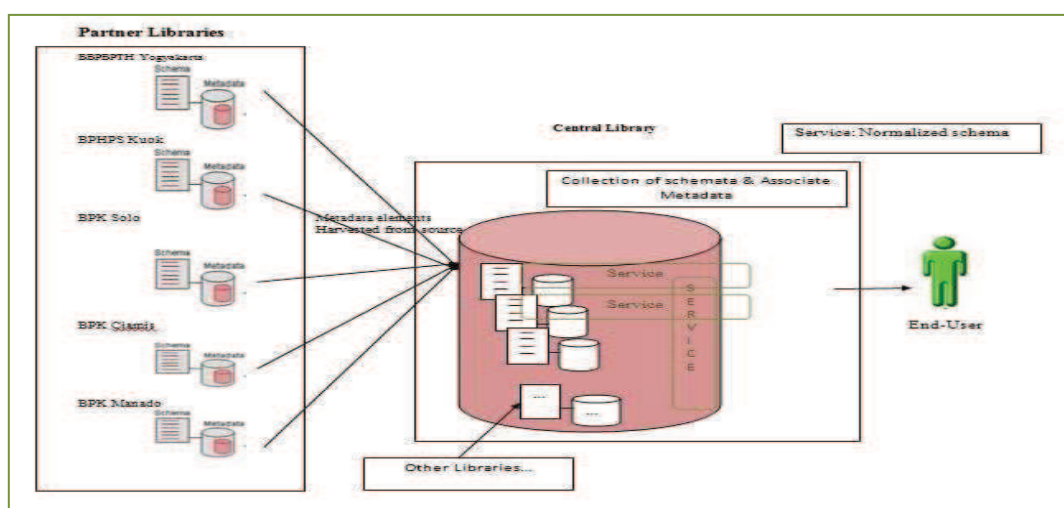 Partner Libraries
BBPBPTH Yogyakarta
Schema
Metadata
BPHPS Kuok
Schema
Metadata
BPK Solo
Schema
Metadata
BPK Ciamis
Schema
Metadata
BPK Manado
Schema
Metadata
Metadata elements
Harvested from source
Central Library
Service: Normalized schema
Collection of schemata & Associate
Metadata
Service
Service
SERVICE
...
...
Other Libraries...
End-User